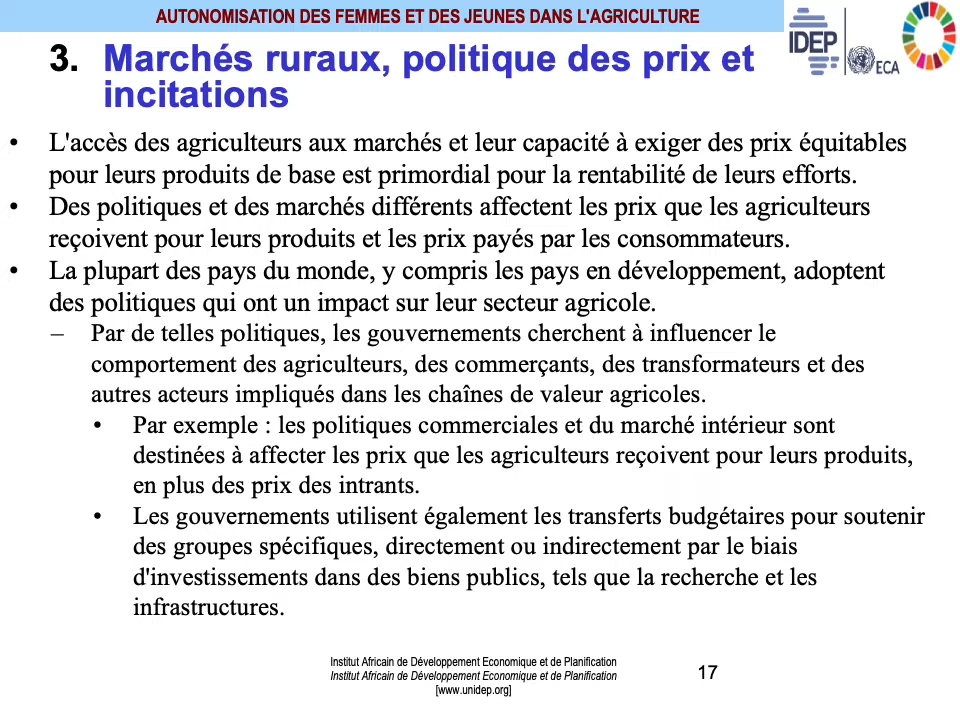 AUTONOMISATION DES FEMMES ET DES JEUNES DANS L'AGRICULTURE
IDEP
ECA
3. Marchés ruraux, politique des prix et
incitations
• L'accès des agriculteurs aux marchés et leur capacité à exiger des prix équitables
pour leurs produits de base est primordial pour la rentabilité de leurs efforts.
• Des politiques et des marchés différents affectent les prix que les agriculteurs
reçoivent pour leurs produits et les prix payés par les consommateurs.
• La plupart des pays du monde, y compris les pays en développement, adoptent
des politiques qui ont un impact sur leur secteur agricole.
– Par de telles politiques, les gouvernements cherchent à influencer le
comportement des agriculteurs, des commerçants, des transformateurs et des
autres acteurs impliqués dans les chaînes de valeur agricoles.
• Par exemple : les politiques commerciales et du marché intérieur sont
destinées à affecter les prix que les agriculteurs reçoivent pour leurs produits,
en plus des prix des intrants.
• Les gouvernements utilisent également les transferts budgétaires pour soutenir
des groupes spécifiques, directement ou indirectement par le biais
d'investissements dans des biens publics, tels que la recherche et les
infrastructures.
Institut Africain de Développement Economique et de Planification
Institut Africain de Développement Economique et de Planification
[www.unidep.org]
17